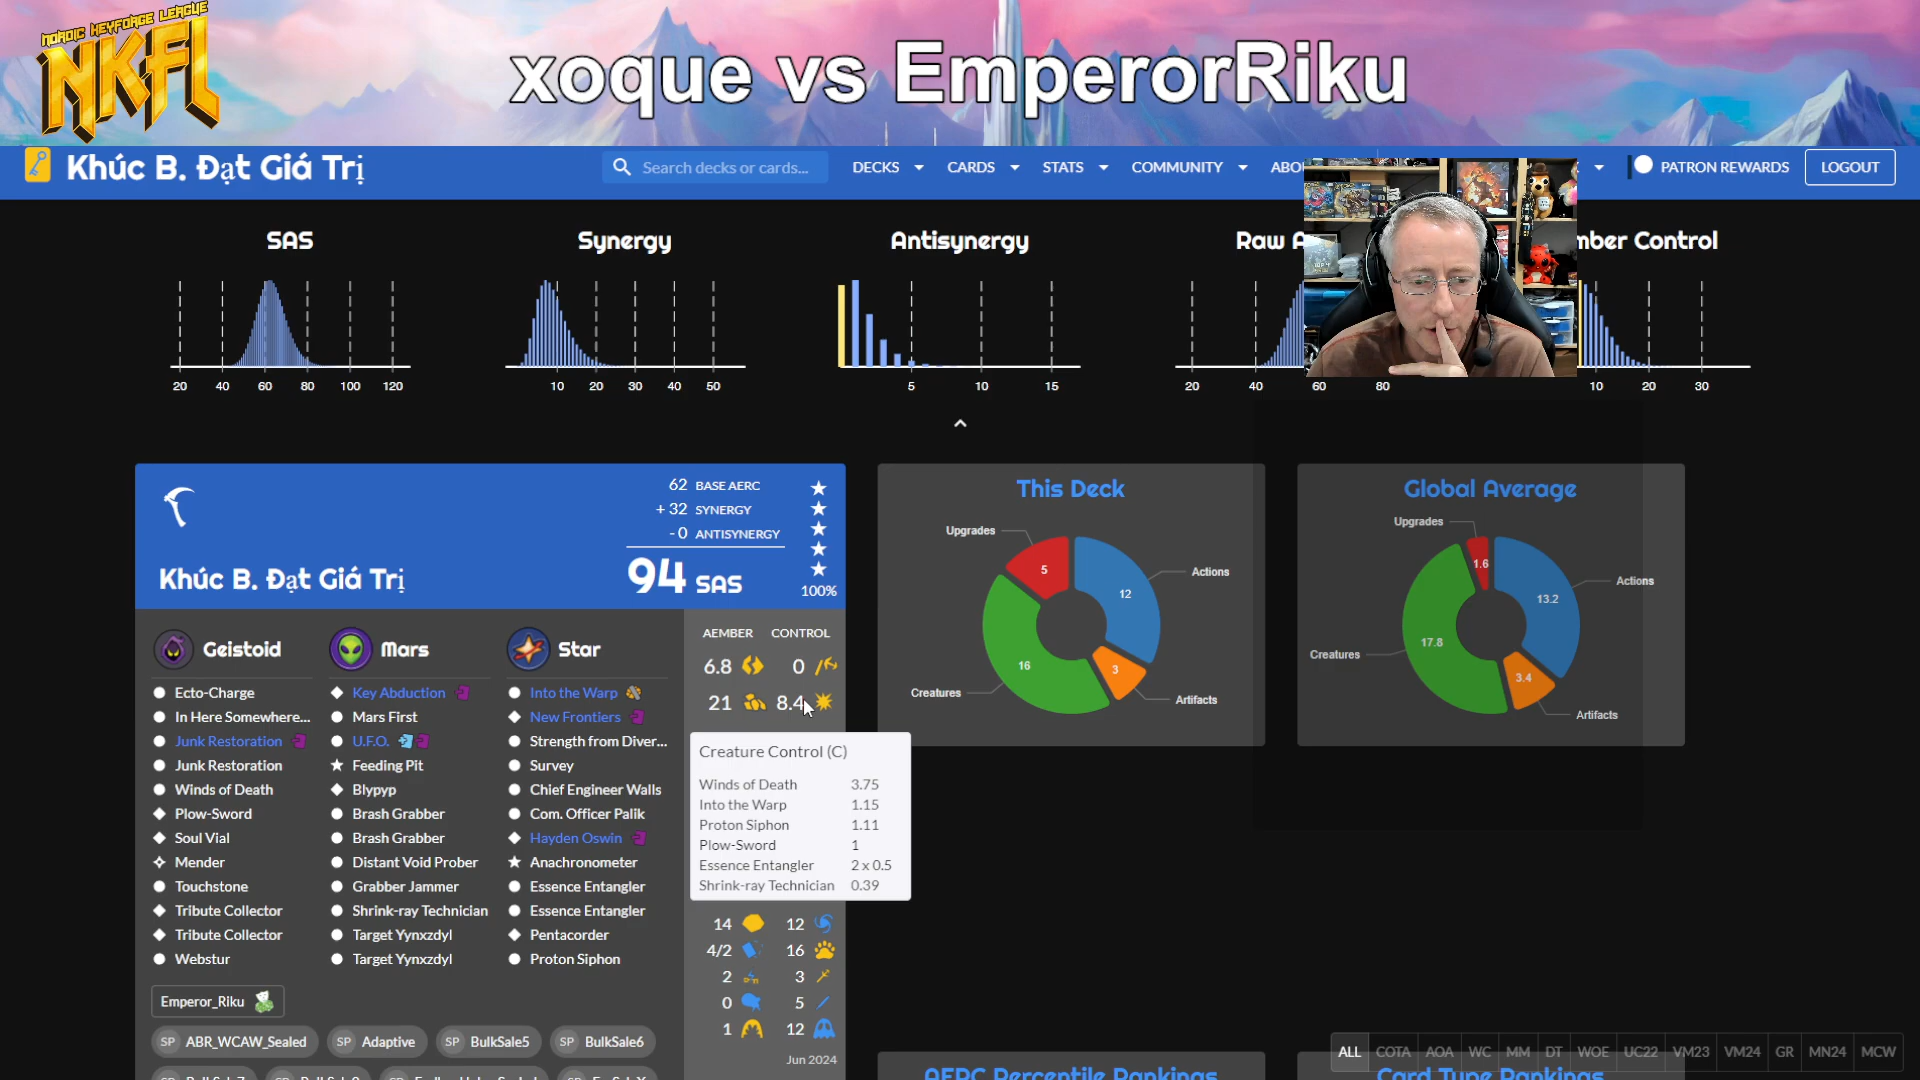 NORDIC KEYFORGE LEAGUE
NKFL
xoque vs EmperorRiku
Khúc B. Đạt Giá Trị
Search decks or cards...
DECKS
CARDS
STATS
COMMUNITY
PATRON REWARDS
LOGOUT
SAS
Synergy
Antisynergy
Raw
mber Control
20 40 60 80 100 120
10 20 30 40 50
5 10 15
20 40 60 80
10 20 30
62 BASE AERC
+ 32 SYNERGY
- 0 ANTISYNERGY
94 SAS
100%
Khúc B. Đạt Giá Trị
This Deck
Upgrades
5
Actions
12
Creatures
16
3
Artifacts
Global Average
Upgrades
1.6
Actions
13.2
Creatures
17.8
3.4
Artifacts
Geistoid
Ecto-Charge
In Here Somewhere...
Junk Restoration
Junk Restoration
Winds of Death
Plow-Sword
Soul Vial
Mender
Touchstone
Tribute Collector
Tribute Collector
Webstur
Mars
Key Abduction
Mars First
U.F.O.
Feeding Pit
Blypyp
Brash Grabber
Brash Grabber
Distant Void Prober
Grabber Jammer
Shrink-ray Technician
Target Yynxzdyl
Target Yynxzdyl
Star
Into the Warp
New Frontiers
Strength from Diver...
Survey
Chief Engineer Walls
Com. Officer Palik
Hayden Oswin
Anachronometer
Essence Entangler
Essence Entangler
Pentacorder
Proton Siphon
AEMBER CONTROL
6.8 0
21 8.4
Creature Control (C)
Winds of Death 3.75
Into the Warp 1.15
Proton Siphon 1.11
Plow-Sword 1
Essence Entangler 2 x 0.5
Shrink-ray Technician 0.39
14 12
4/2 16
2 3
0 5
1 12
Jun 2024
Emperor_Riku
SP ABR_WCAW_Sealed
SP Adaptive
SP BulkSale5
SP BulkSale6
ALL COTA AOA WC MM DT WOE UC22 VM23 VM24 GR MN24 MCW
AERC Percentile Rankings
Card Type Rankings